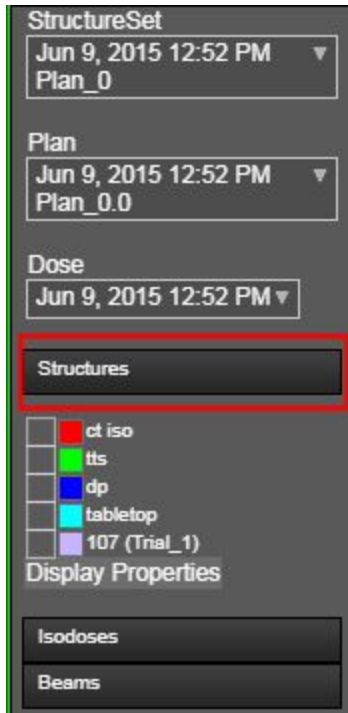 StructureSet
Jun 9, 2015 12:52 PM
Plan_0
Plan
Jun 9, 2015 12:52 PM
Plan_0.0
Dose
Jun 9, 2015 12:52 PM
Structures
ct iso
tts
dp
tabletop
107 (Trial_1)
Display Properties
Isodoses
Beams